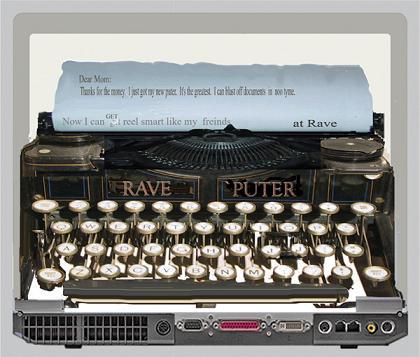 Dear Mom:
Thanks for the money. I just got my new puter. It's the greatest. I can blast off documents in noo tyme.
GET
Now I can git reel smart like my freinds at Rave
RAVE PUTER
Q W E R T Y U I O P
A S D F G H J K L
Z X C V B N M